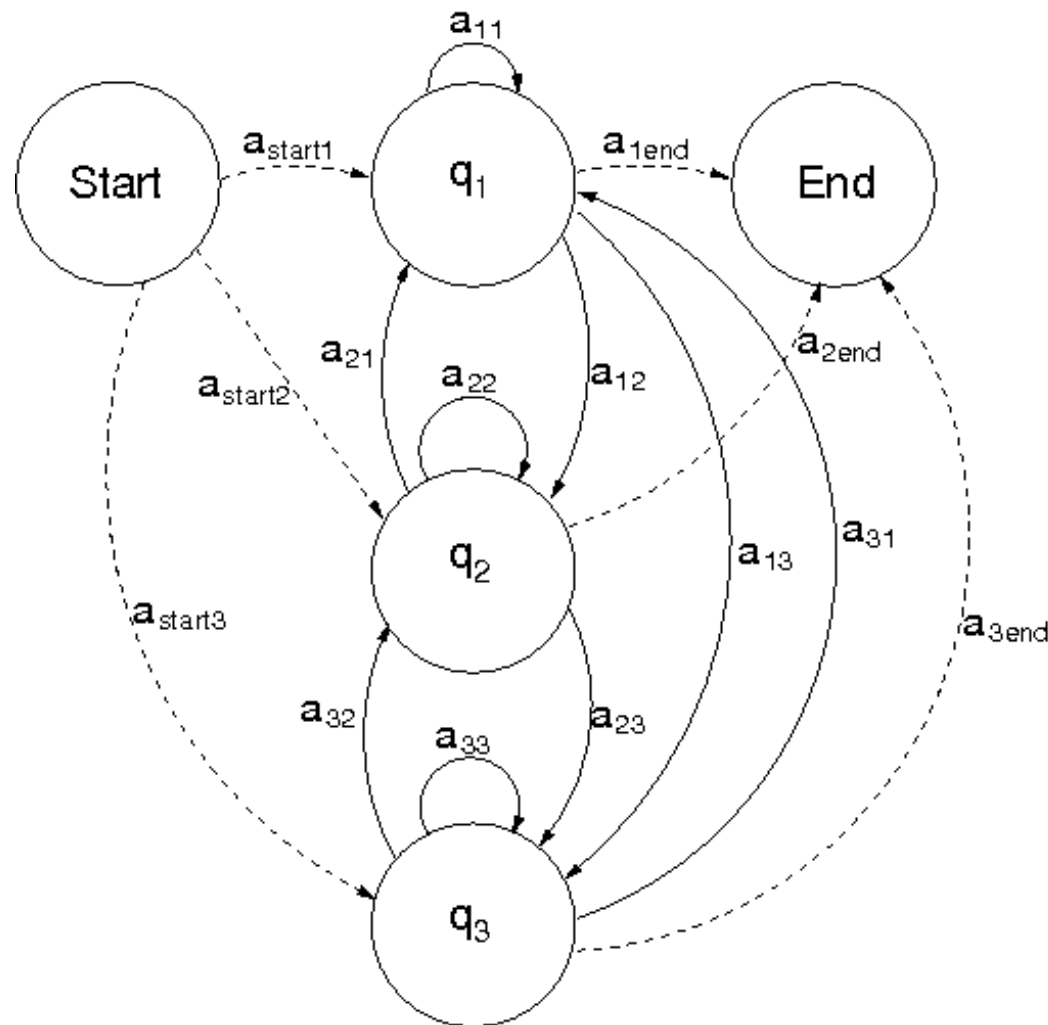 a11
astart1
a1end
Start
q1
End
a21
a12
a2end
a22
astart2
q2
a13
a31
astart3
a3end
a32
a23
a33
q3